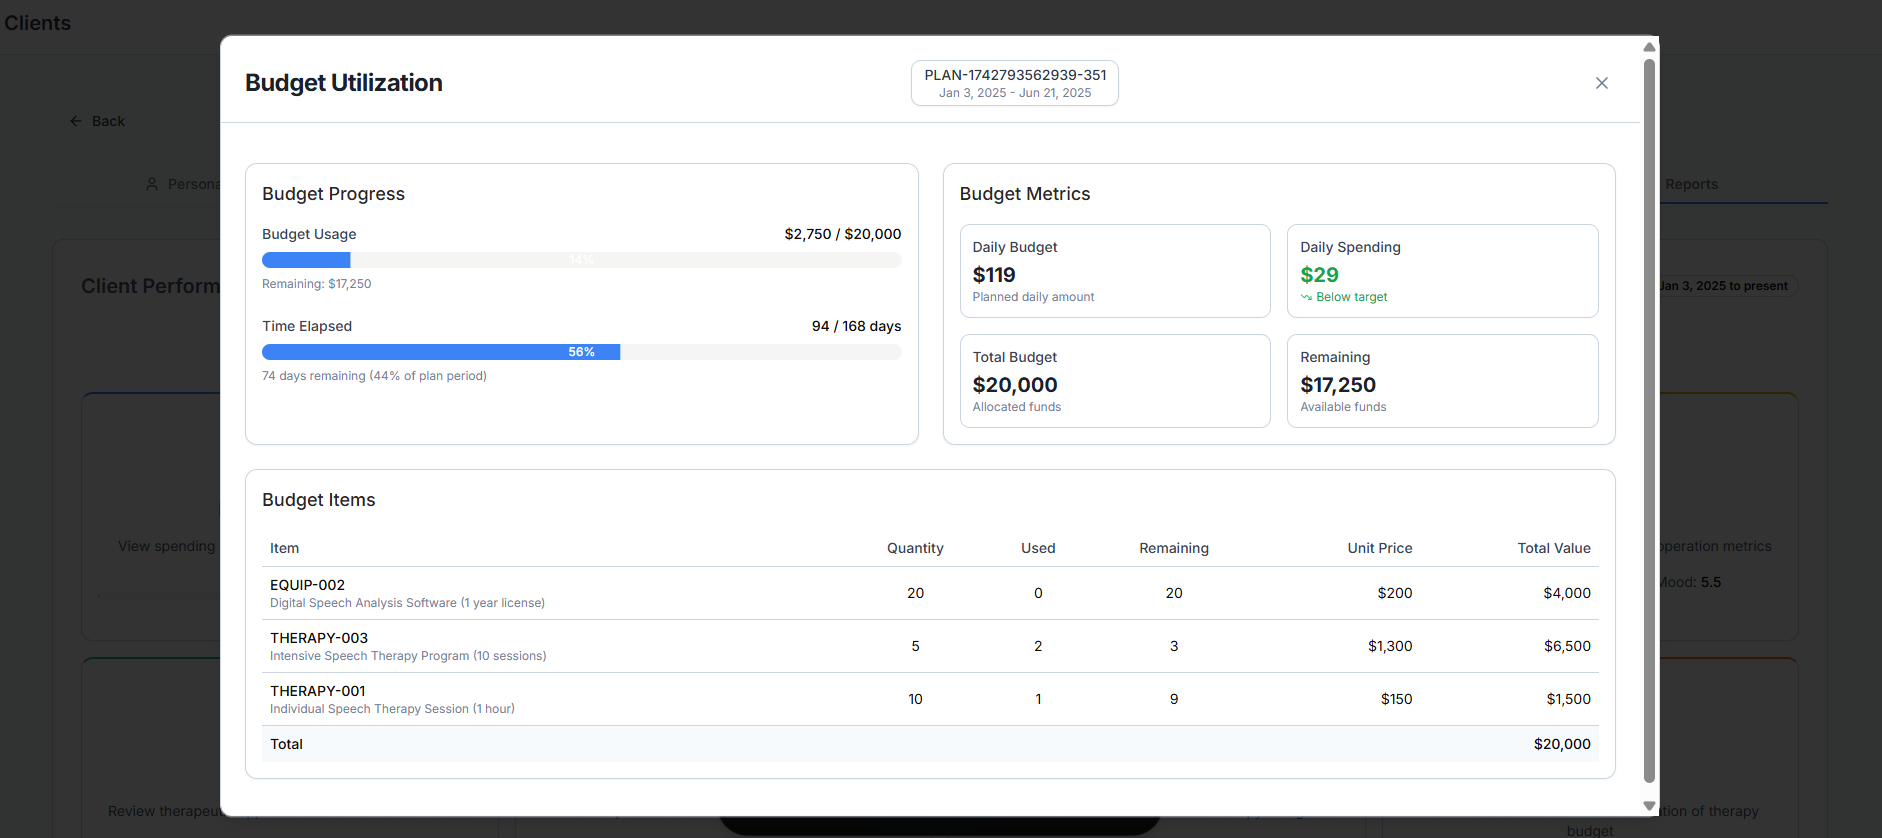 Clients
Back
Persona
Reports
Client Perform
Jan 3, 2025 to present
View spending
operation metrics
Mood: 5.5
Review therapeu
tion of therapy
budget
Budget Utilization
PLAN-1742793562939-351
Jan 3, 2025 - Jun 21, 2025
Budget Progress
Budget Usage
$2,750 / $20,000
14%
Remaining: $17,250
Time Elapsed
94 / 168 days
56%
74 days remaining (44% of plan period)
Budget Metrics
Daily Budget
$119
Planned daily amount
Daily Spending
$29
Below target
Total Budget
$20,000
Allocated funds
Remaining
$17,250
Available funds
Budget Items
Item Quantity Used Remaining Unit Price Total Value
EQUIP-002
Digital Speech Analysis Software (1 year license)
20 0 20 $200 $4,000
THERAPY-003
Intensive Speech Therapy Program (10 sessions)
5 2 3 $1,300 $6,500
THERAPY-001
Individual Speech Therapy Session (1 hour)
10 1 9 $150 $1,500
Total $20,000